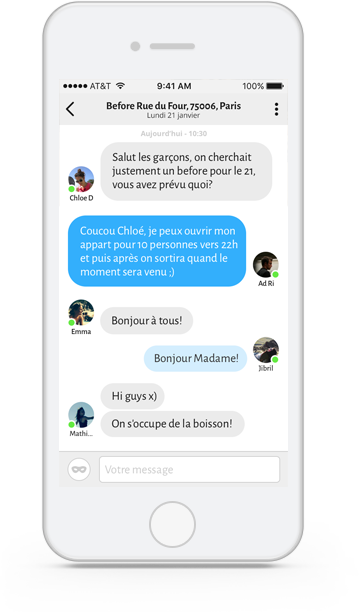 AT&T 9:41 AM 100%
Before Rue du Four, 75006, Paris
Lundi 21 janvier
Aujourd'hui - 10:30
Salut les garçons, on cherchait
justement un before pour le 21,
vous avez prévu quoi?
Chloe D
Coucou Chloé, je peux ouvrir mon
appart pour 10 personnes vers 22h
et puis après on sortira quand le
moment sera venu ;)
Ad Ri
Bonjour à tous!
Emma
Bonjour Madame!
Jibril
Hi guys x)
On s'occupe de la boisson!
Mathi...
Votre message